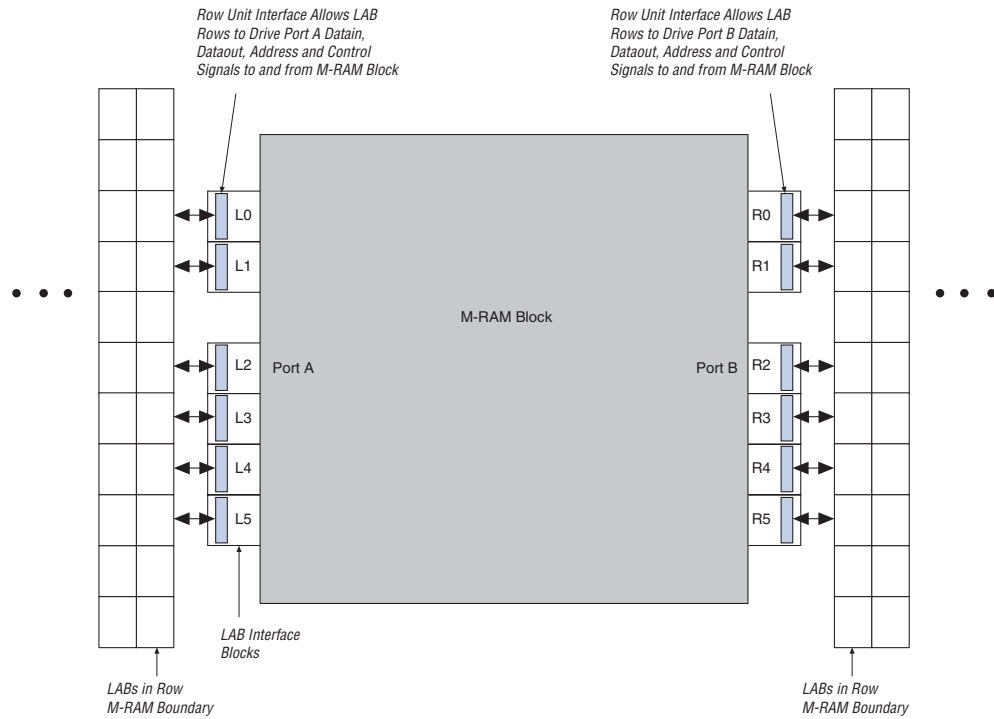 Row Unit Interface Allows LAB
Rows to Drive Port A Datain,
Dataout, Address and Control
Signals to and from M-RAM Block
Row Unit Interface Allows LAB
Rows to Drive Port B Datain,
Dataout, Address and Control
Signals to and from M-RAM Block
L0
R0
L1
R1
M-RAM Block
L2
Port A
Port B
R2
L3
R3
L4
R4
L5
R5
LAB Interface
Blocks
LABs in Row
M-RAM Boundary
LABs in Row
M-RAM Boundary